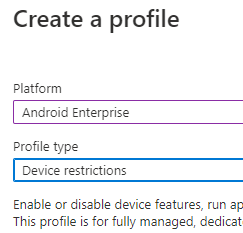 Create a profile
Platform
Android Enterprise
Profile type
Device restrictions
Enable or disable device features, run ap
This profile is for fully managed, dedicat